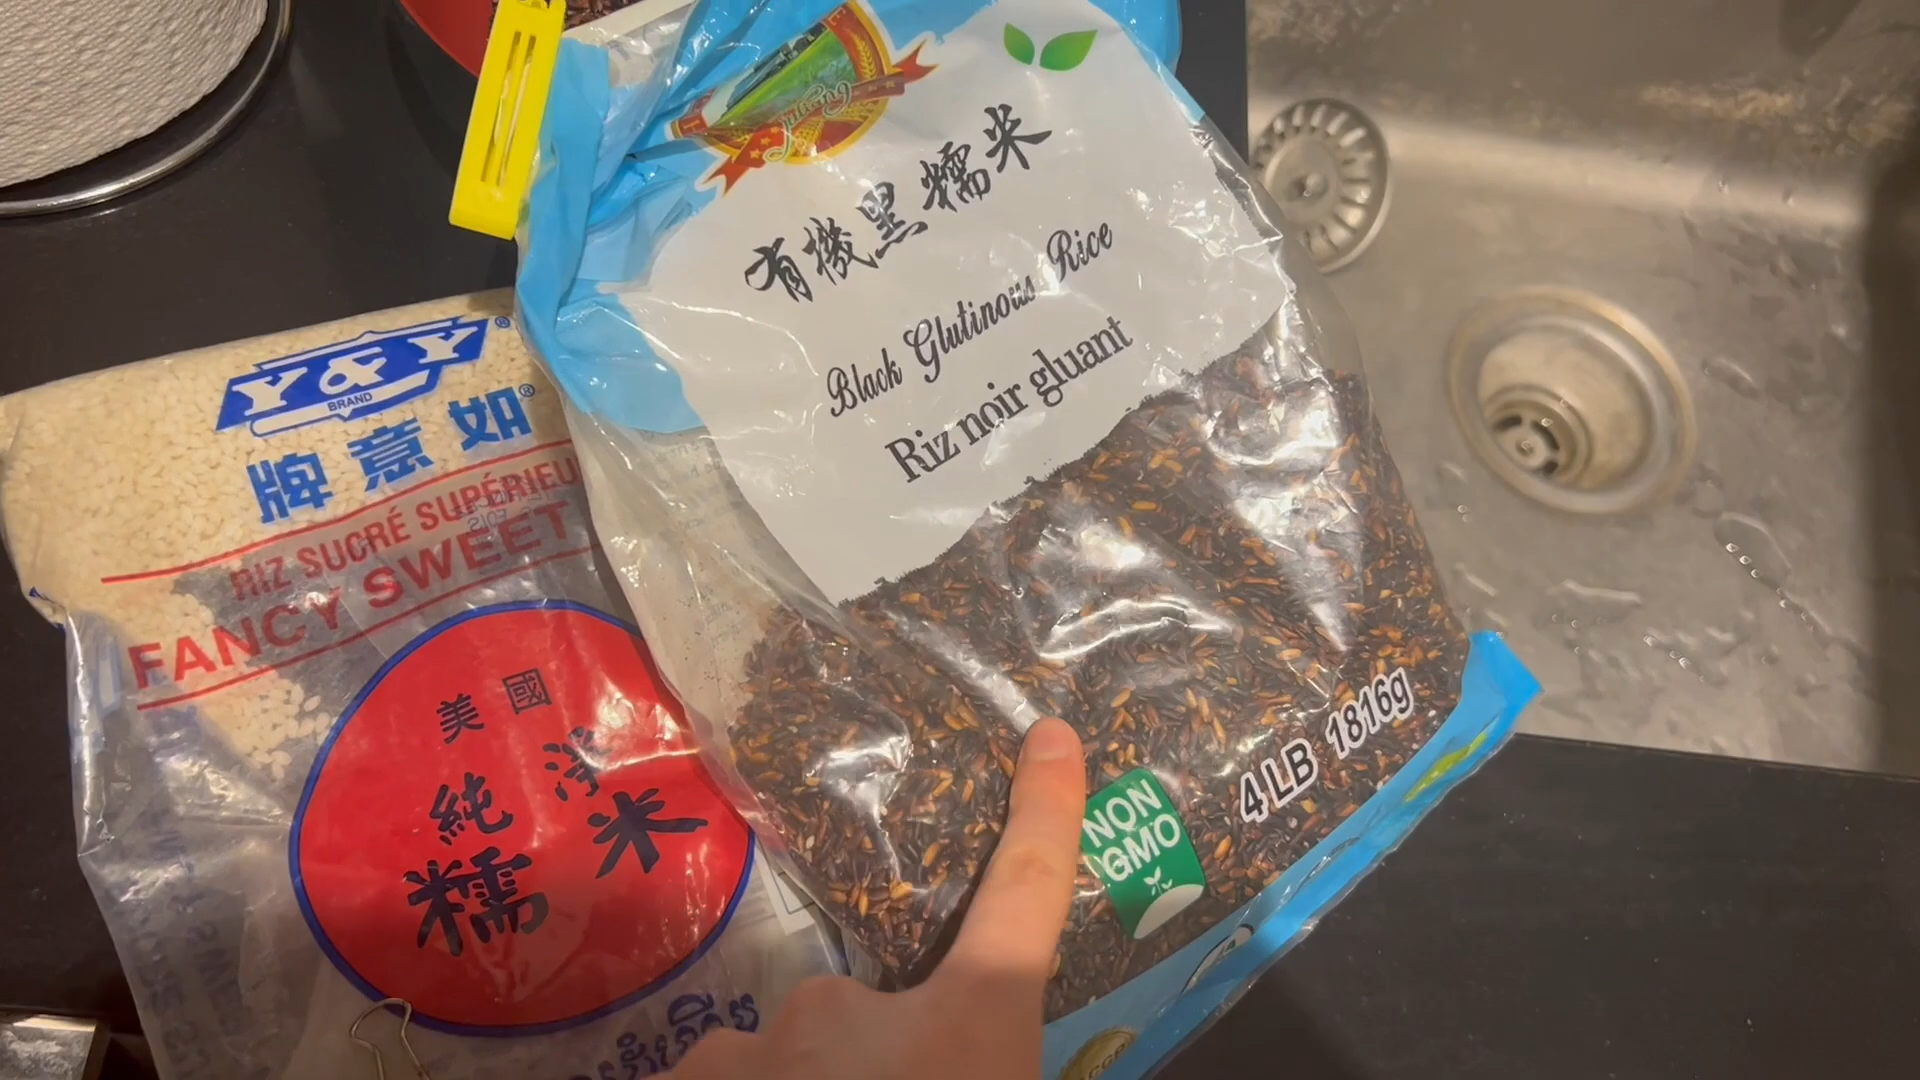 Y&Y®
BRAND
牌意如®
RIZ SUCRÉ SUPÉRIEU
FANCY SWEET
美國
純淨
糯米
有機黑糯米
Black Glutinous Rice
Riz noir gluant
4 LB 1816g
NON
GMO